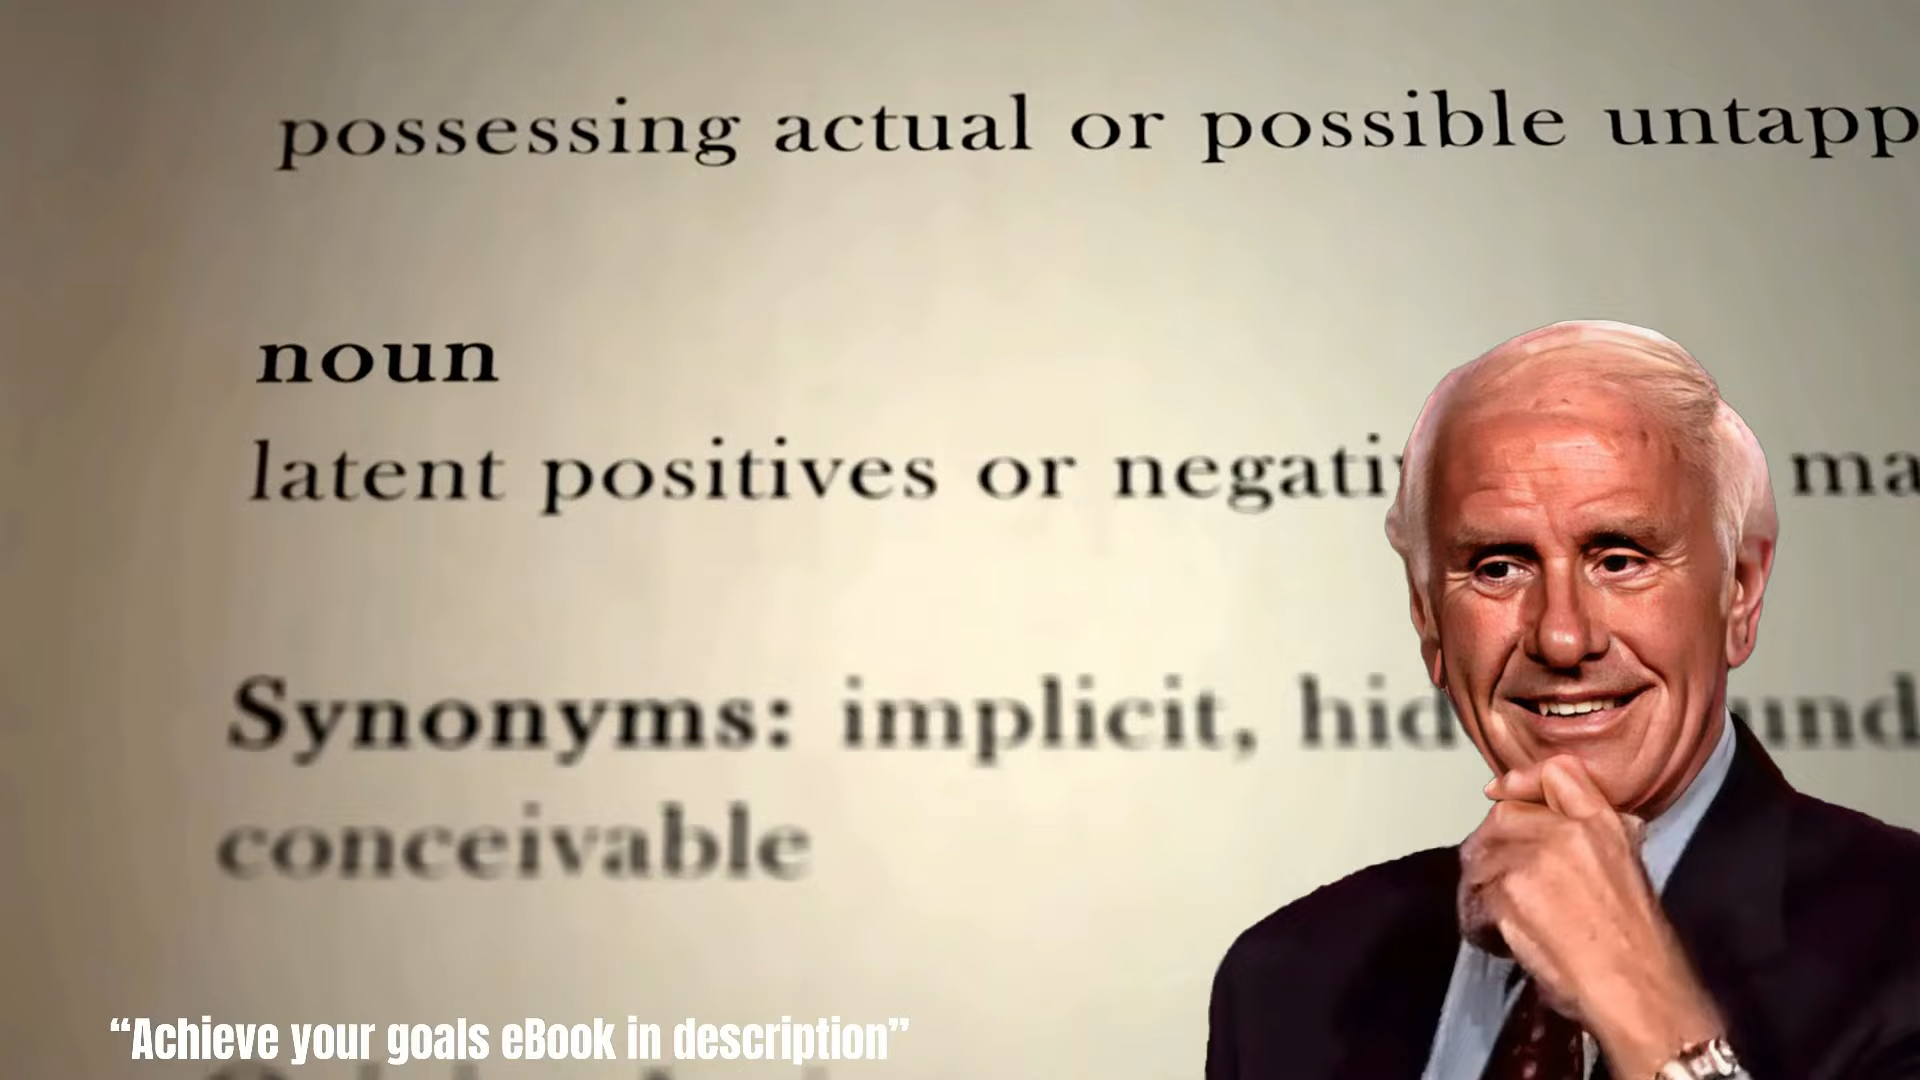 possessing actual or possible untapp
noun
latent positives or negati ma
Synonyms: implicit, hid und
conceivable
“Achieve your goals eBook in description”